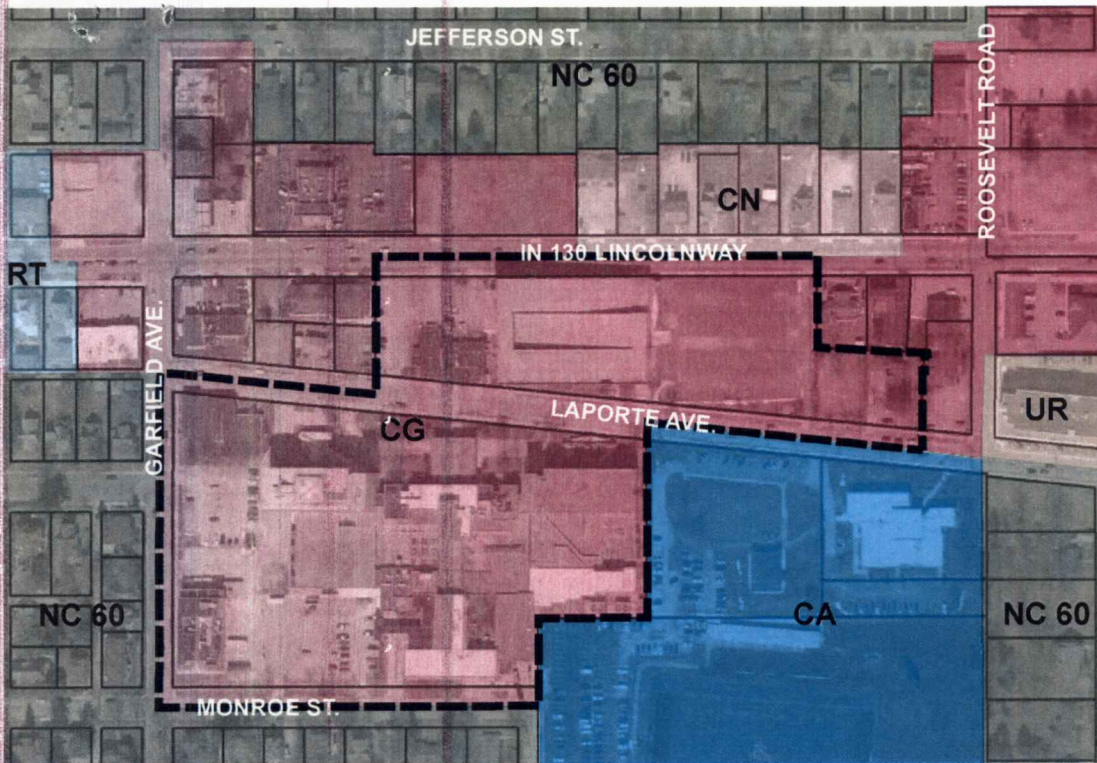 JEFFERSON ST.
NC 60
ROOSEVELT ROAD
CN
IN 130 LINCOLNWAY
RT
GARFIELD AVE.
LAPORTE AVE.
UR
CG
NC 60
CA
NC 60
MONROE ST.